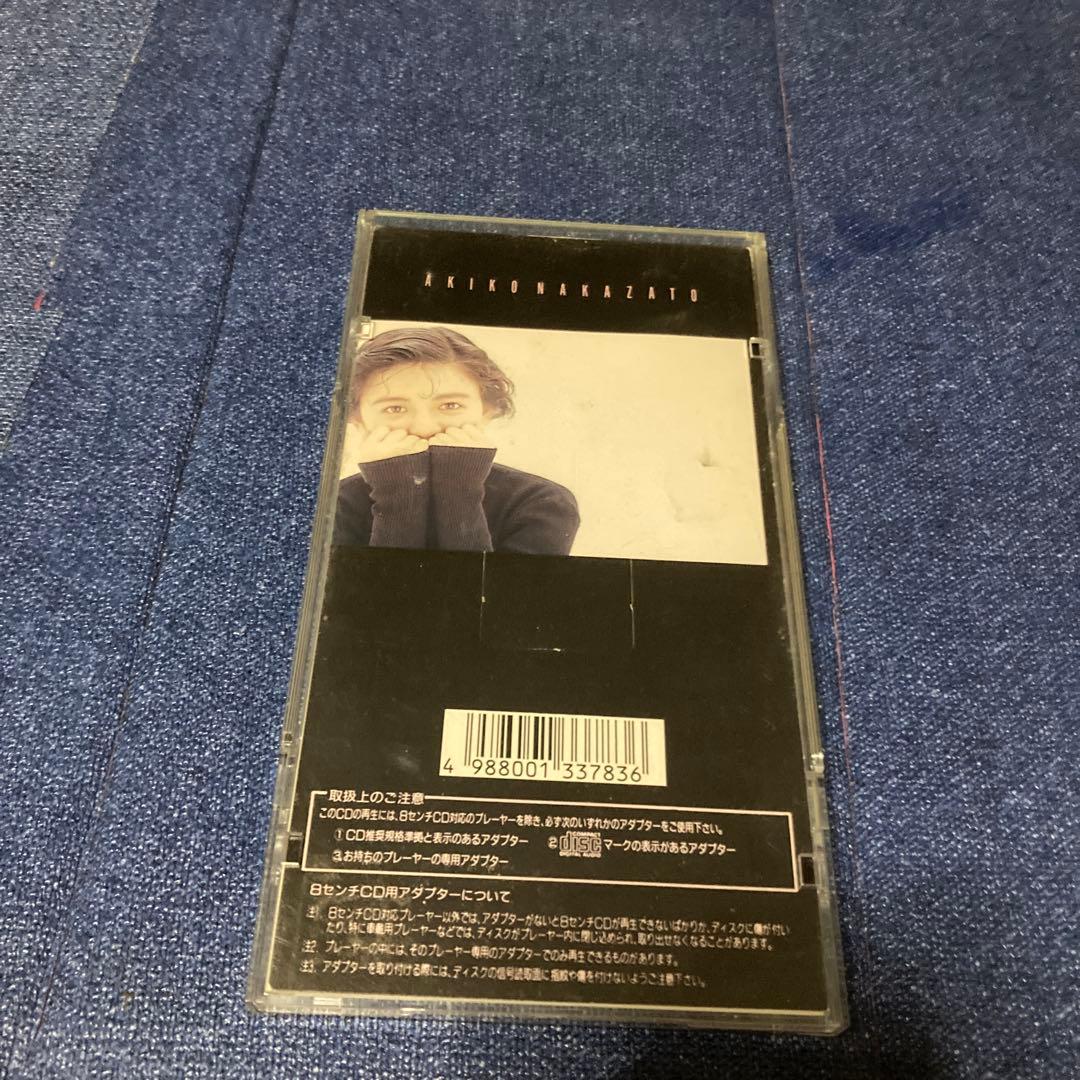 AKIKO NAKAZATO
4 988001 337836
取扱上のご注意
このCDの再生には、8センチCD対応のプレーヤーを除き、必ず次のいずれかのアダプターをご使用下さい。
①CD推奨規格準拠と表示のあるアダプター ② COMPACT DISC DIGITAL AUDIO マークの表示があるアダプター
③お持ちのプレーヤーの専用アダプター
8センチCD用アダプターについて
注1. 8センチCD対応プレーヤー以外では、アダプターがないと8センチCDが再生できないばかりか、ディスクに傷が付い
たり、特に車載用プレーヤーなどでは、ディスクがプレーヤー内に閉じ込められ、取り出せなくなることがあります。
注2. プレーヤーの中には、そのプレーヤー専用のアダプターでのみ再生できるものがあります。
注3. アダプターを取り付ける際には、ディスクの信号読取面に指紋や傷を付けないようご注意下さい。